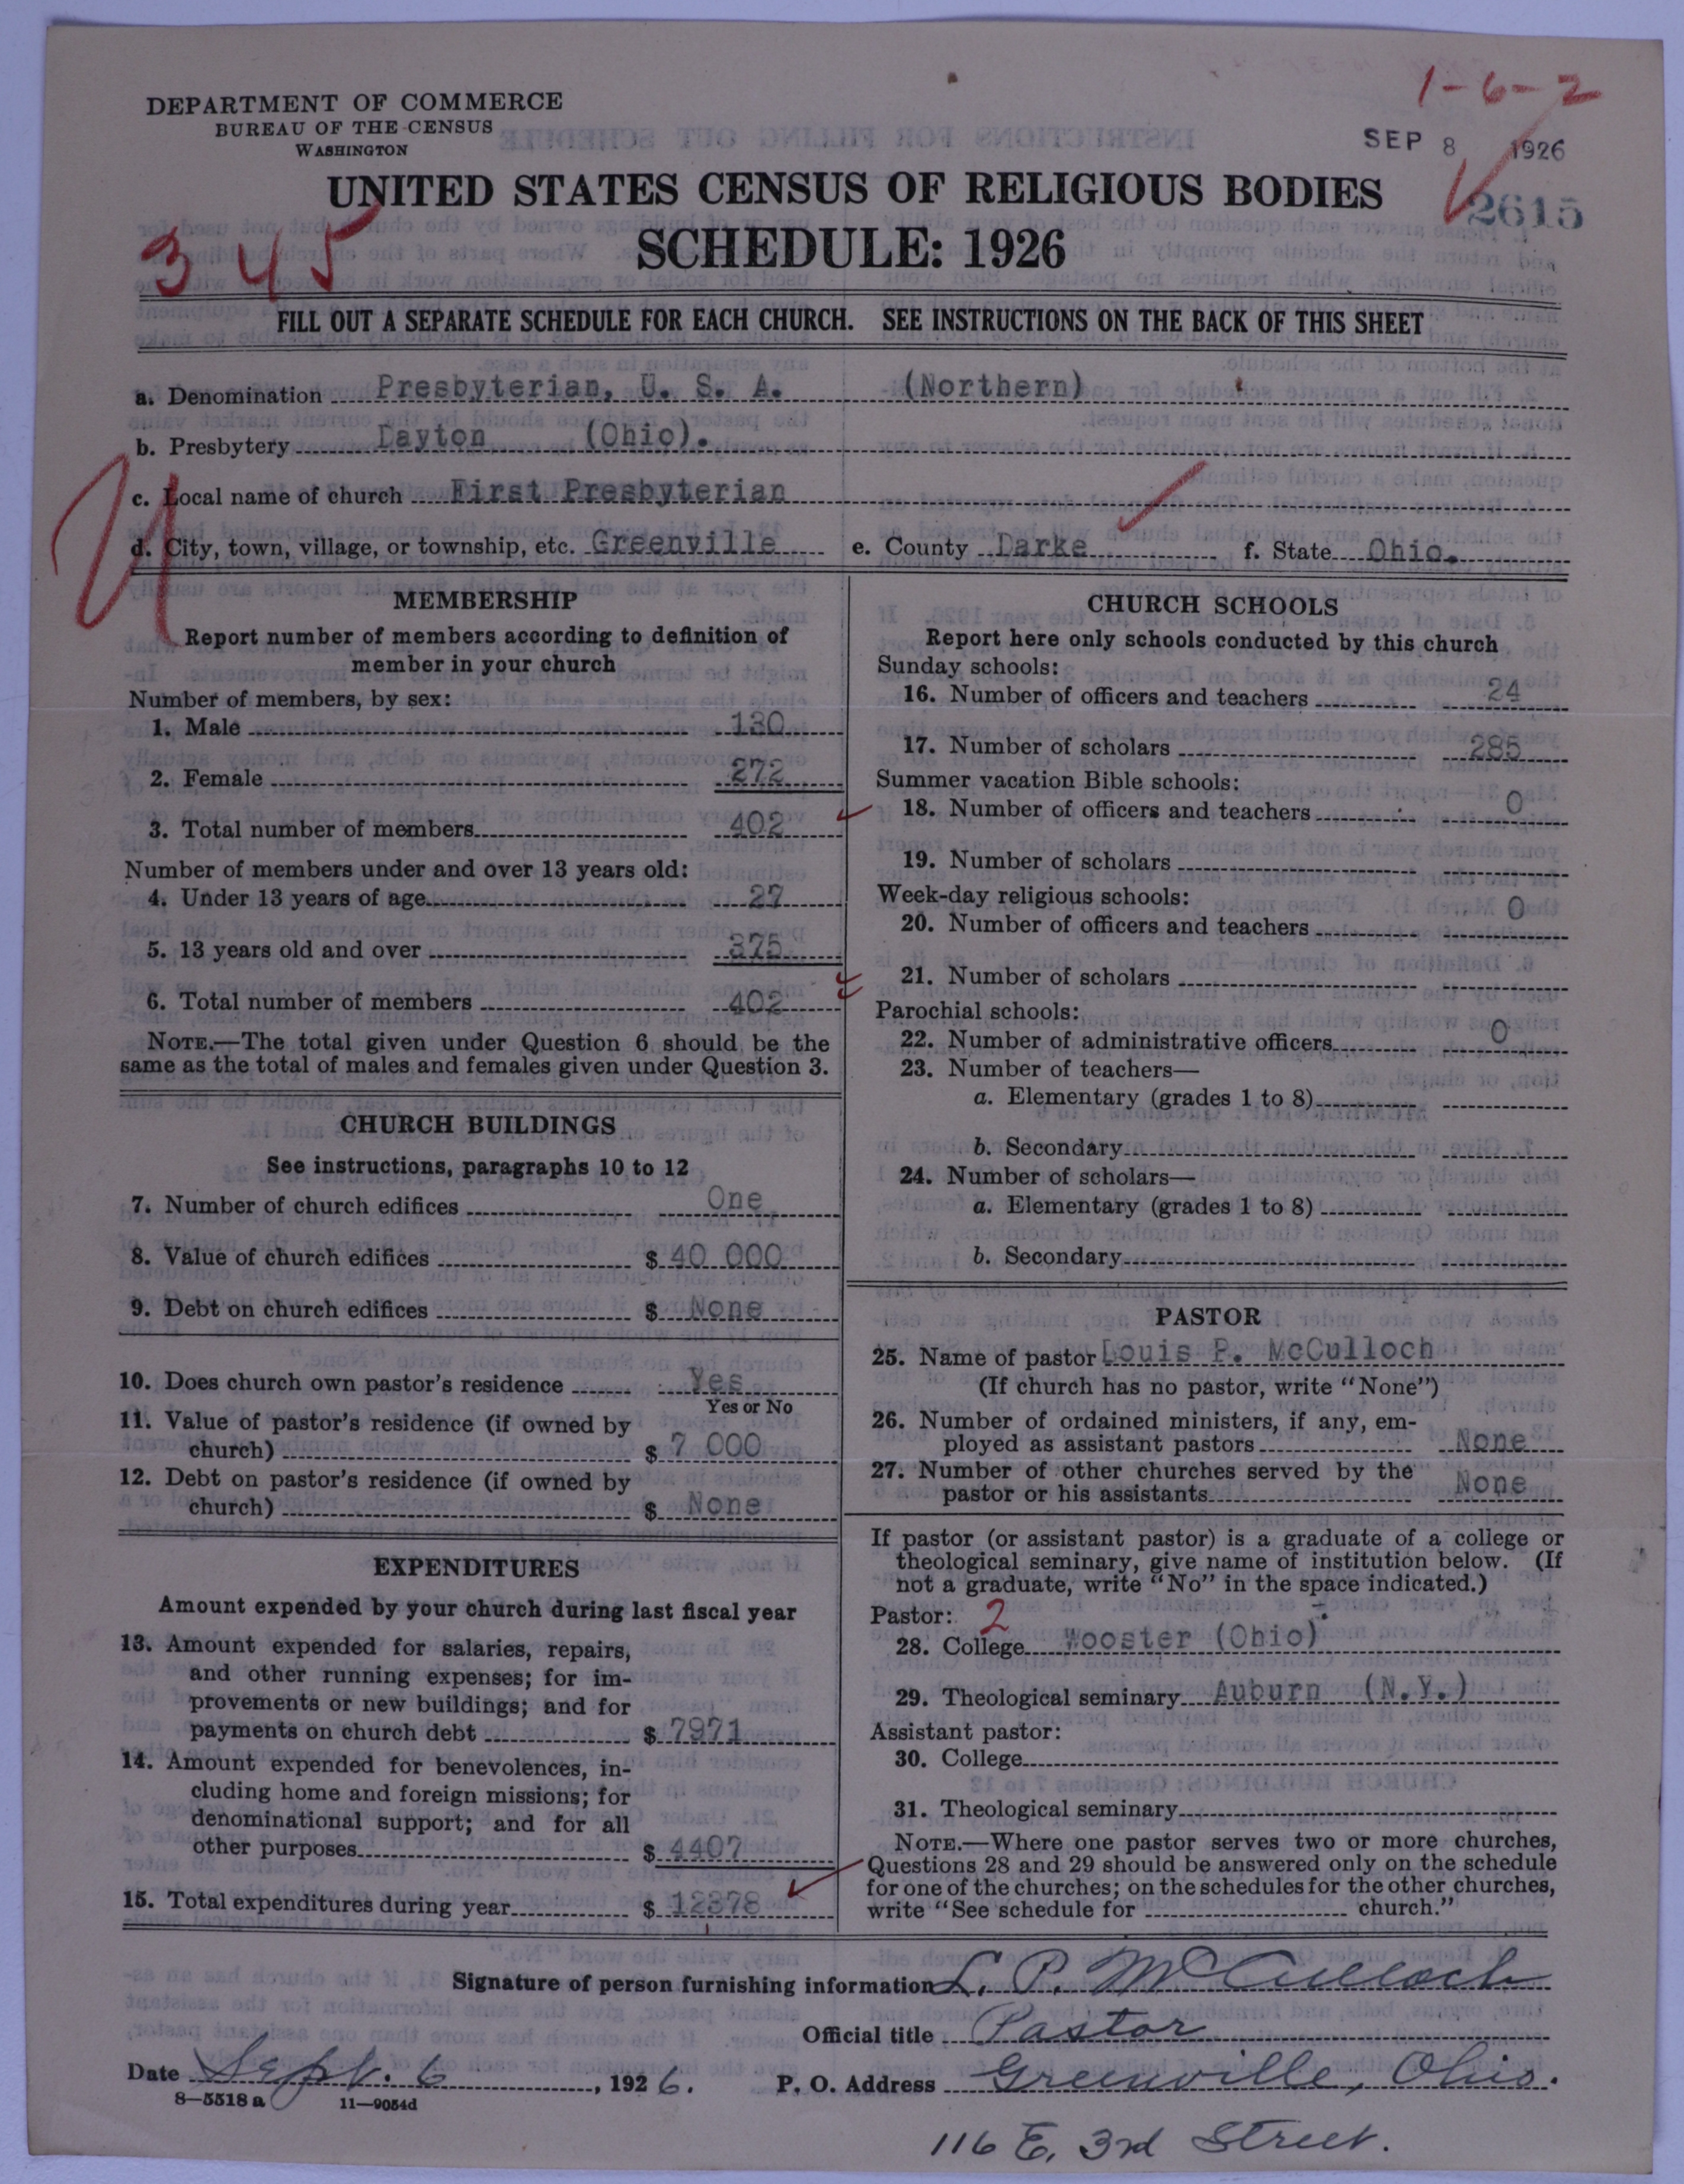 DEPARTMENT OF COMMERCE
BUREAU OF THE CENSUS
WASHINGTON
1-6-2
SEP 8 1926
2615
UNITED STATES CENSUS OF RELIGIOUS BODIES
SCHEDULE: 1926
345
FILL OUT A SEPARATE SCHEDULE FOR EACH CHURCH. SEE INSTRUCTIONS ON THE BACK OF THIS SHEET
a. Denomination Presbyterian, U. S. A. (Northern)
b. Presbytery Dayton (Ohio).
c. Local name of church First Presbyterian
d. City, town, village, or township, etc. Greenville e. County Darke f. State Ohio.
MEMBERSHIP
Report number of members according to definition of
member in your church
Number of members, by sex:
1. Male 130
2. Female 272
3. Total number of members 402
Number of members under and over 13 years old:
4. Under 13 years of age 27
5. 13 years old and over 375
6. Total number of members 402
NOTE.—The total given under Question 6 should be the
same as the total of males and females given under Question 3.
CHURCH BUILDINGS
See instructions, paragraphs 10 to 12
7. Number of church edifices One
8. Value of church edifices $ 40 000
9. Debt on church edifices $ None
10. Does church own pastor's residence Yes
Yes or No
11. Value of pastor's residence (if owned by
church) $ 7 000
12. Debt on pastor's residence (if owned by
church) $ None
EXPENDITURES
Amount expended by your church during last fiscal year
13. Amount expended for salaries, repairs,
and other running expenses; for im-
provements or new buildings; and for
payments on church debt $ 7971
14. Amount expended for benevolences, in-
cluding home and foreign missions; for
denominational support; and for all
other purposes $ 4407
15. Total expenditures during year $ 12378
CHURCH SCHOOLS
Report here only schools conducted by this church
Sunday schools:
16. Number of officers and teachers 24
17. Number of scholars 285
Summer vacation Bible schools:
18. Number of officers and teachers 0
19. Number of scholars
Week-day religious schools:
20. Number of officers and teachers 0
21. Number of scholars
Parochial schools:
22. Number of administrative officers 0
23. Number of teachers—
a. Elementary (grades 1 to 8)
b. Secondary
24. Number of scholars—
a. Elementary (grades 1 to 8)
b. Secondary
PASTOR
25. Name of pastor Louis P. McCulloch
(If church has no pastor, write "None")
26. Number of ordained ministers, if any, em-
ployed as assistant pastors None
27. Number of other churches served by the
pastor or his assistants None
If pastor (or assistant pastor) is a graduate of a college or
theological seminary, give name of institution below. (If
not a graduate, write "No" in the space indicated.)
Pastor: 2
28. College Wooster (Ohio)
29. Theological seminary Auburn (N.Y.)
Assistant pastor:
30. College
31. Theological seminary
NOTE.—Where one pastor serves two or more churches,
Questions 28 and 29 should be answered only on the schedule
for one of the churches; on the schedules for the other churches,
write "See schedule for church."
Signature of person furnishing information L. P. McCulloch
Official title Pastor
Date Sept. 6, 1926. P. O. Address Greenville, Ohio.
8—5518 a 11—9054d
116 E. 3rd Street.